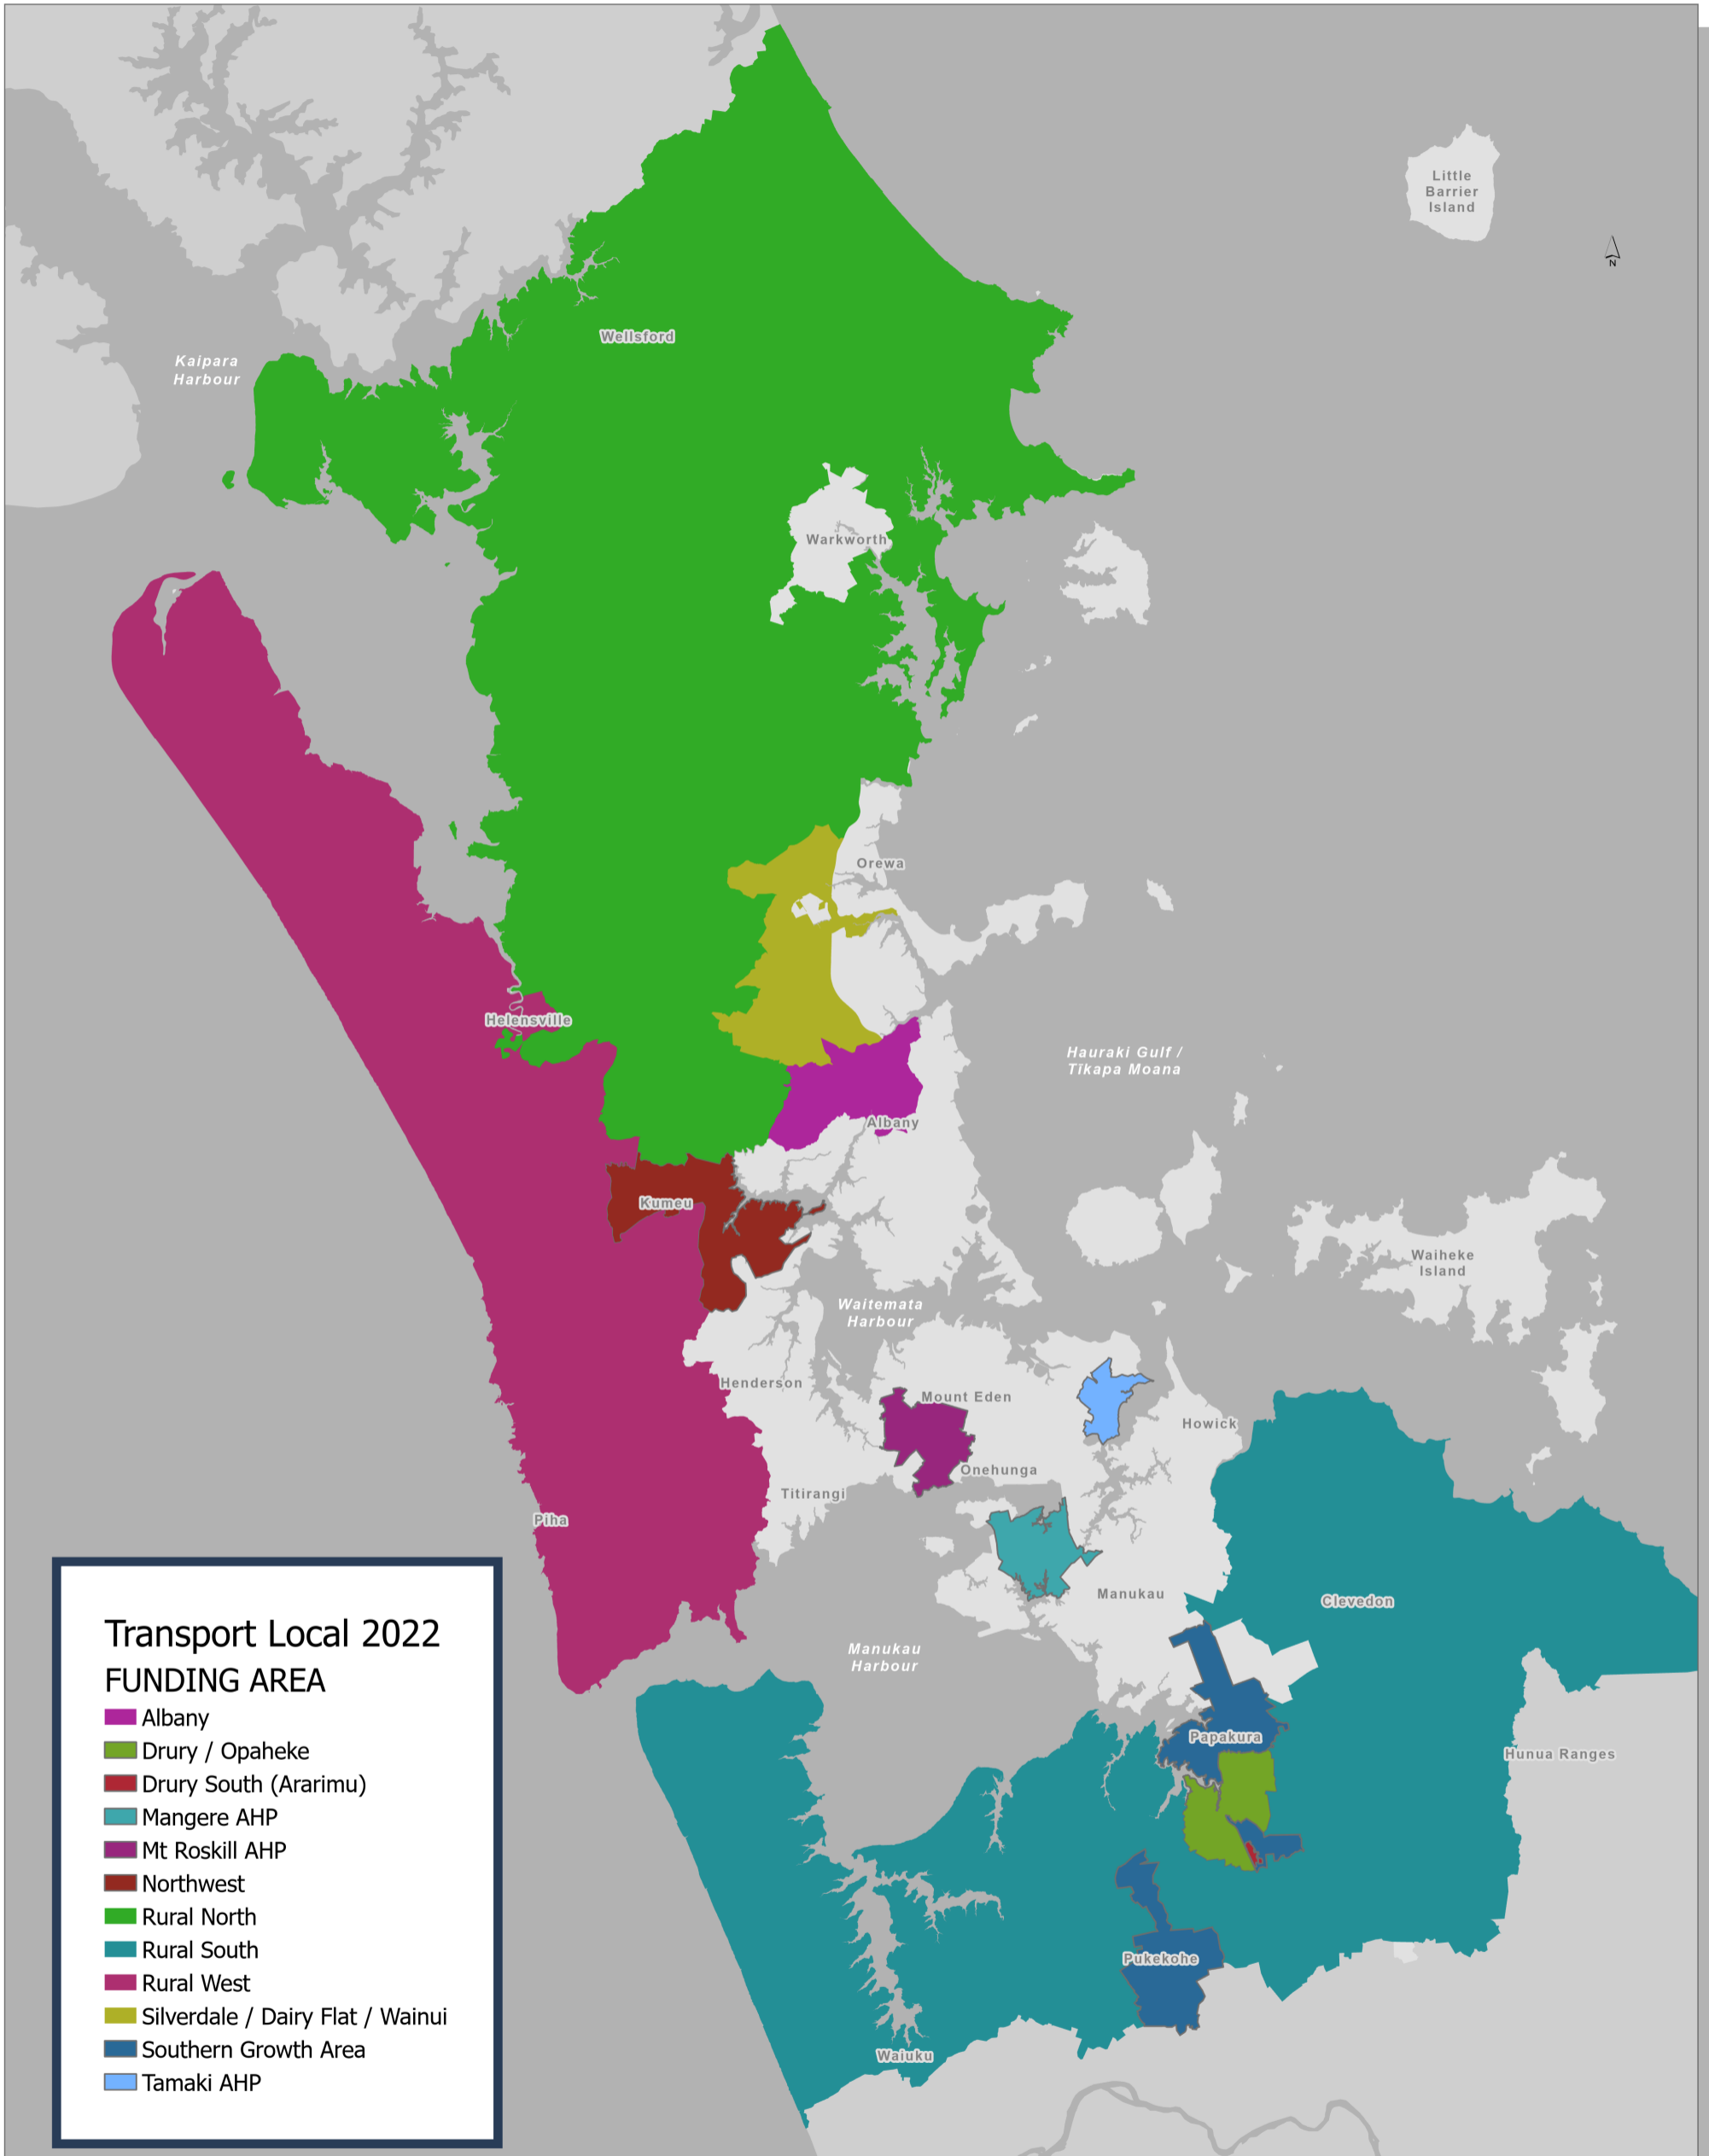 Little
Barrier
Island
N
Wellsford
Kaipara
Harbour
Warkworth
Orewa
Helensville
Hauraki Gulf /
Tīkapa Moana
Albany
Kumeu
Waiheke
Island
Waitemata
Harbour
Henderson
Mount Eden
Howick
Onehunga
Titirangi
Piha
Manukau
Clevedon
Manukau
Harbour
Papakura
Hunua Ranges
Pukekohe
Waiuku
Transport Local 2022
FUNDING AREA
Albany
Drury / Opaheke
Drury South (Ararimu)
Mangere AHP
Mt Roskill AHP
Northwest
Rural North
Rural South
Rural West
Silverdale / Dairy Flat / Wainui
Southern Growth Area
Tamaki AHP